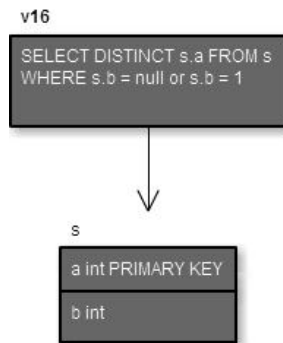 v16
SELECT DISTINCT s.a FROM s
WHERE s.b = null or s.b = 1
s
a int PRIMARY KEY
b int